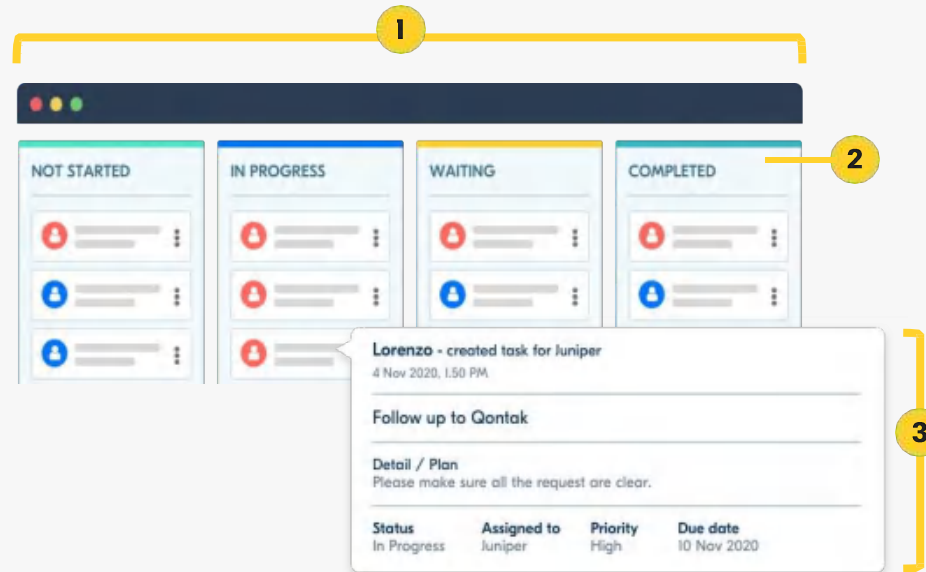 1
NOT STARTED
IN PROGRESS
WAITING
COMPLETED
2
Lorenzo - created task for Juniper
4 Nov 2020, 1.50 PM
Follow up to Qontak
3
Detail / Plan
Please make sure all the request are clear.
Status Assigned to Priority Due date
In Progress Juniper High 10 Nov 2020